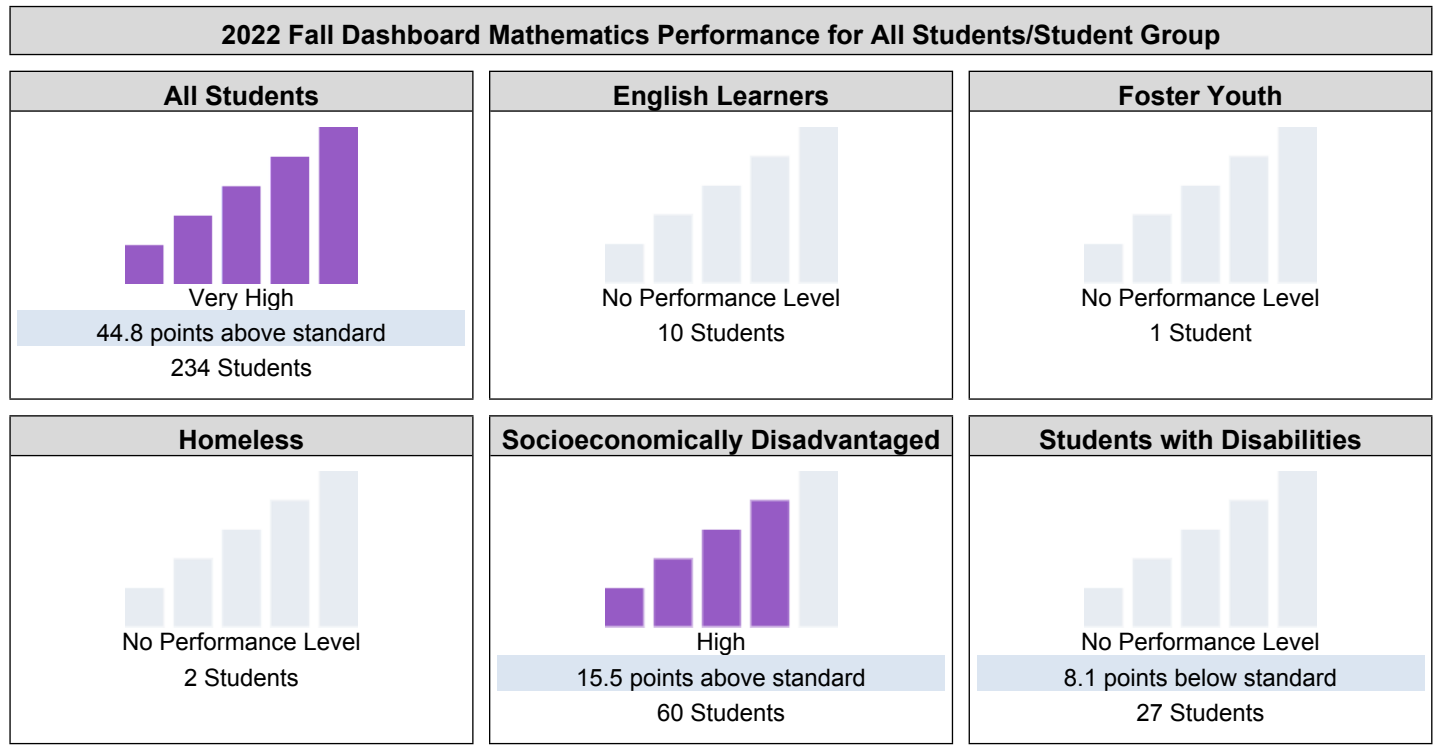 2022 Fall Dashboard Mathematics Performance for All Students/Student Group
All Students
Very High
44.8 points above standard
234 Students
English Learners
No Performance Level
10 Students
Foster Youth
No Performance Level
1 Student
Homeless
No Performance Level
2 Students
Socioeconomically Disadvantaged
High
15.5 points above standard
60 Students
Students with Disabilities
No Performance Level
8.1 points below standard
27 Students